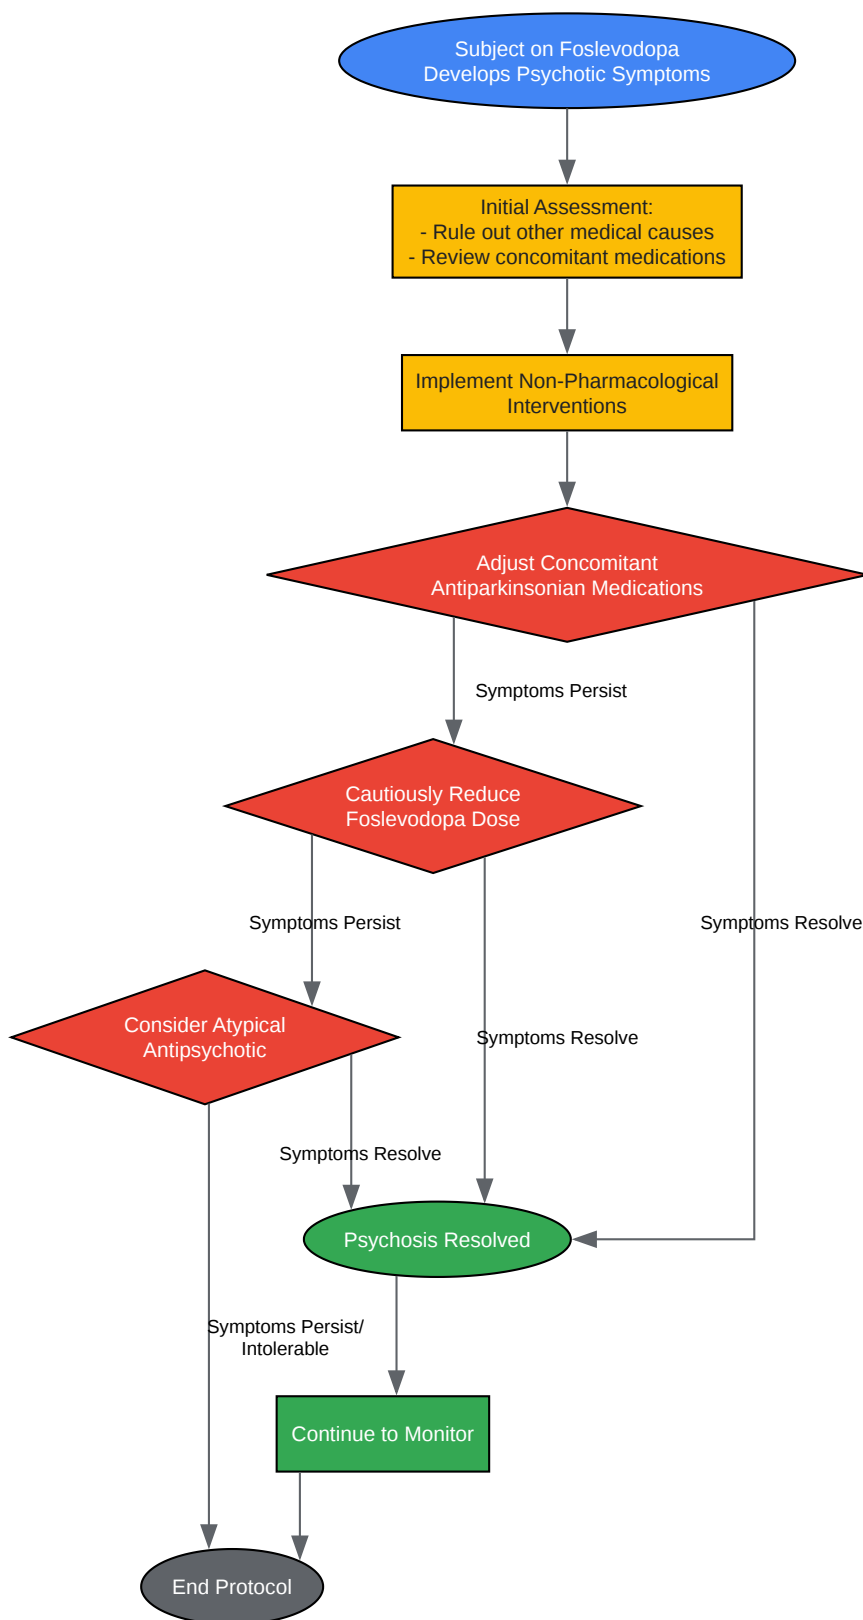 Subject on Foslevodopa
Develops Psychotic Symptoms
Initial Assessment:
- Rule out other medical causes
- Review concomitant medications
Implement Non-Pharmacological
Interventions
Adjust Concomitant
Antiparkinsonian Medications
Symptoms Persist
Cautiously Reduce
Foslevodopa Dose
Symptoms Persist
Symptoms Resolve
Consider Atypical
Antipsychotic
Symptoms Resolve
Symptoms Resolve
Psychosis Resolved
Symptoms Persist/
Intolerable
Continue to Monitor
End Protocol